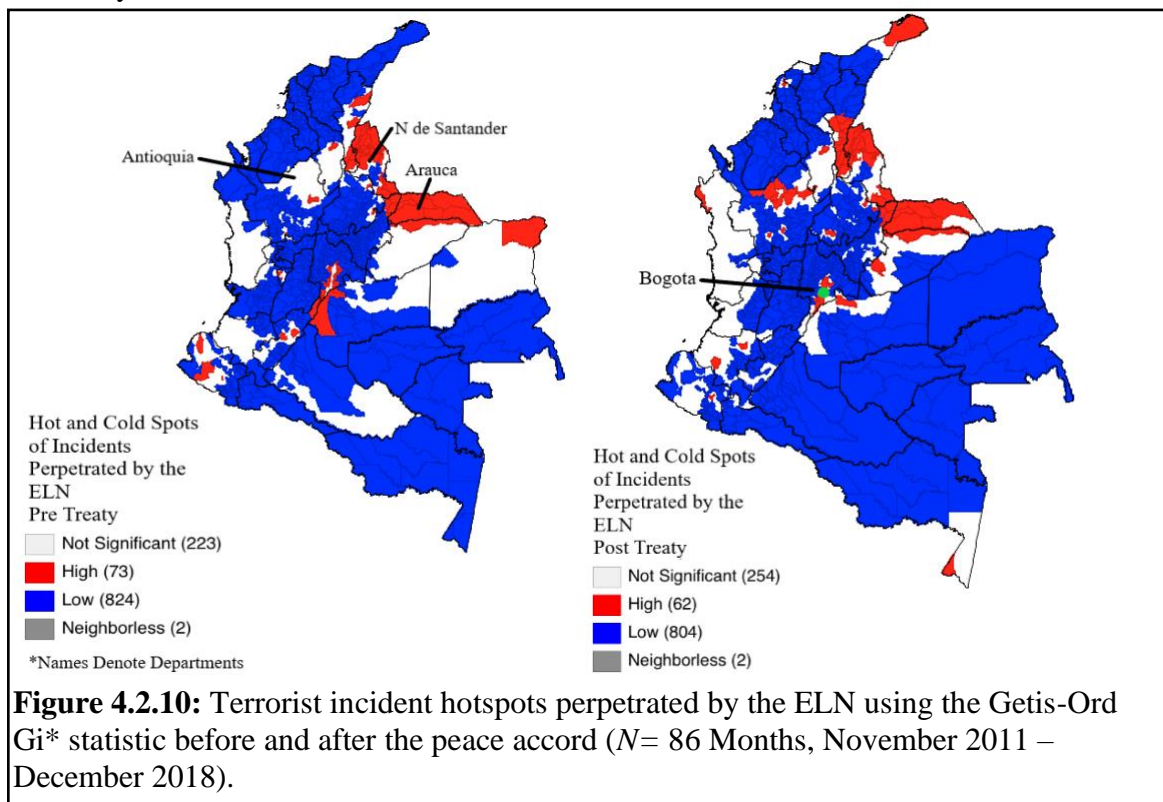 N de Santander
Antioquia
Arauca
Hot and Cold Spots
of Incidents
Perpetrated by the
ELN
Pre Treaty
Not Significant (223)
High (73)
Low (824)
Neighborless (2)
*Names Denote Departments
Bogota
Hot and Cold Spots
of Incidents
Perpetrated by the
ELN
Post Treaty
Not Significant (254)
High (62)
Low (804)
Neighborless (2)
Figure 4.2.10: Terrorist incident hotspots perpetrated by the ELN using the Getis-Ord
Gi* statistic before and after the peace accord (N= 86 Months, November 2011 –
December 2018).